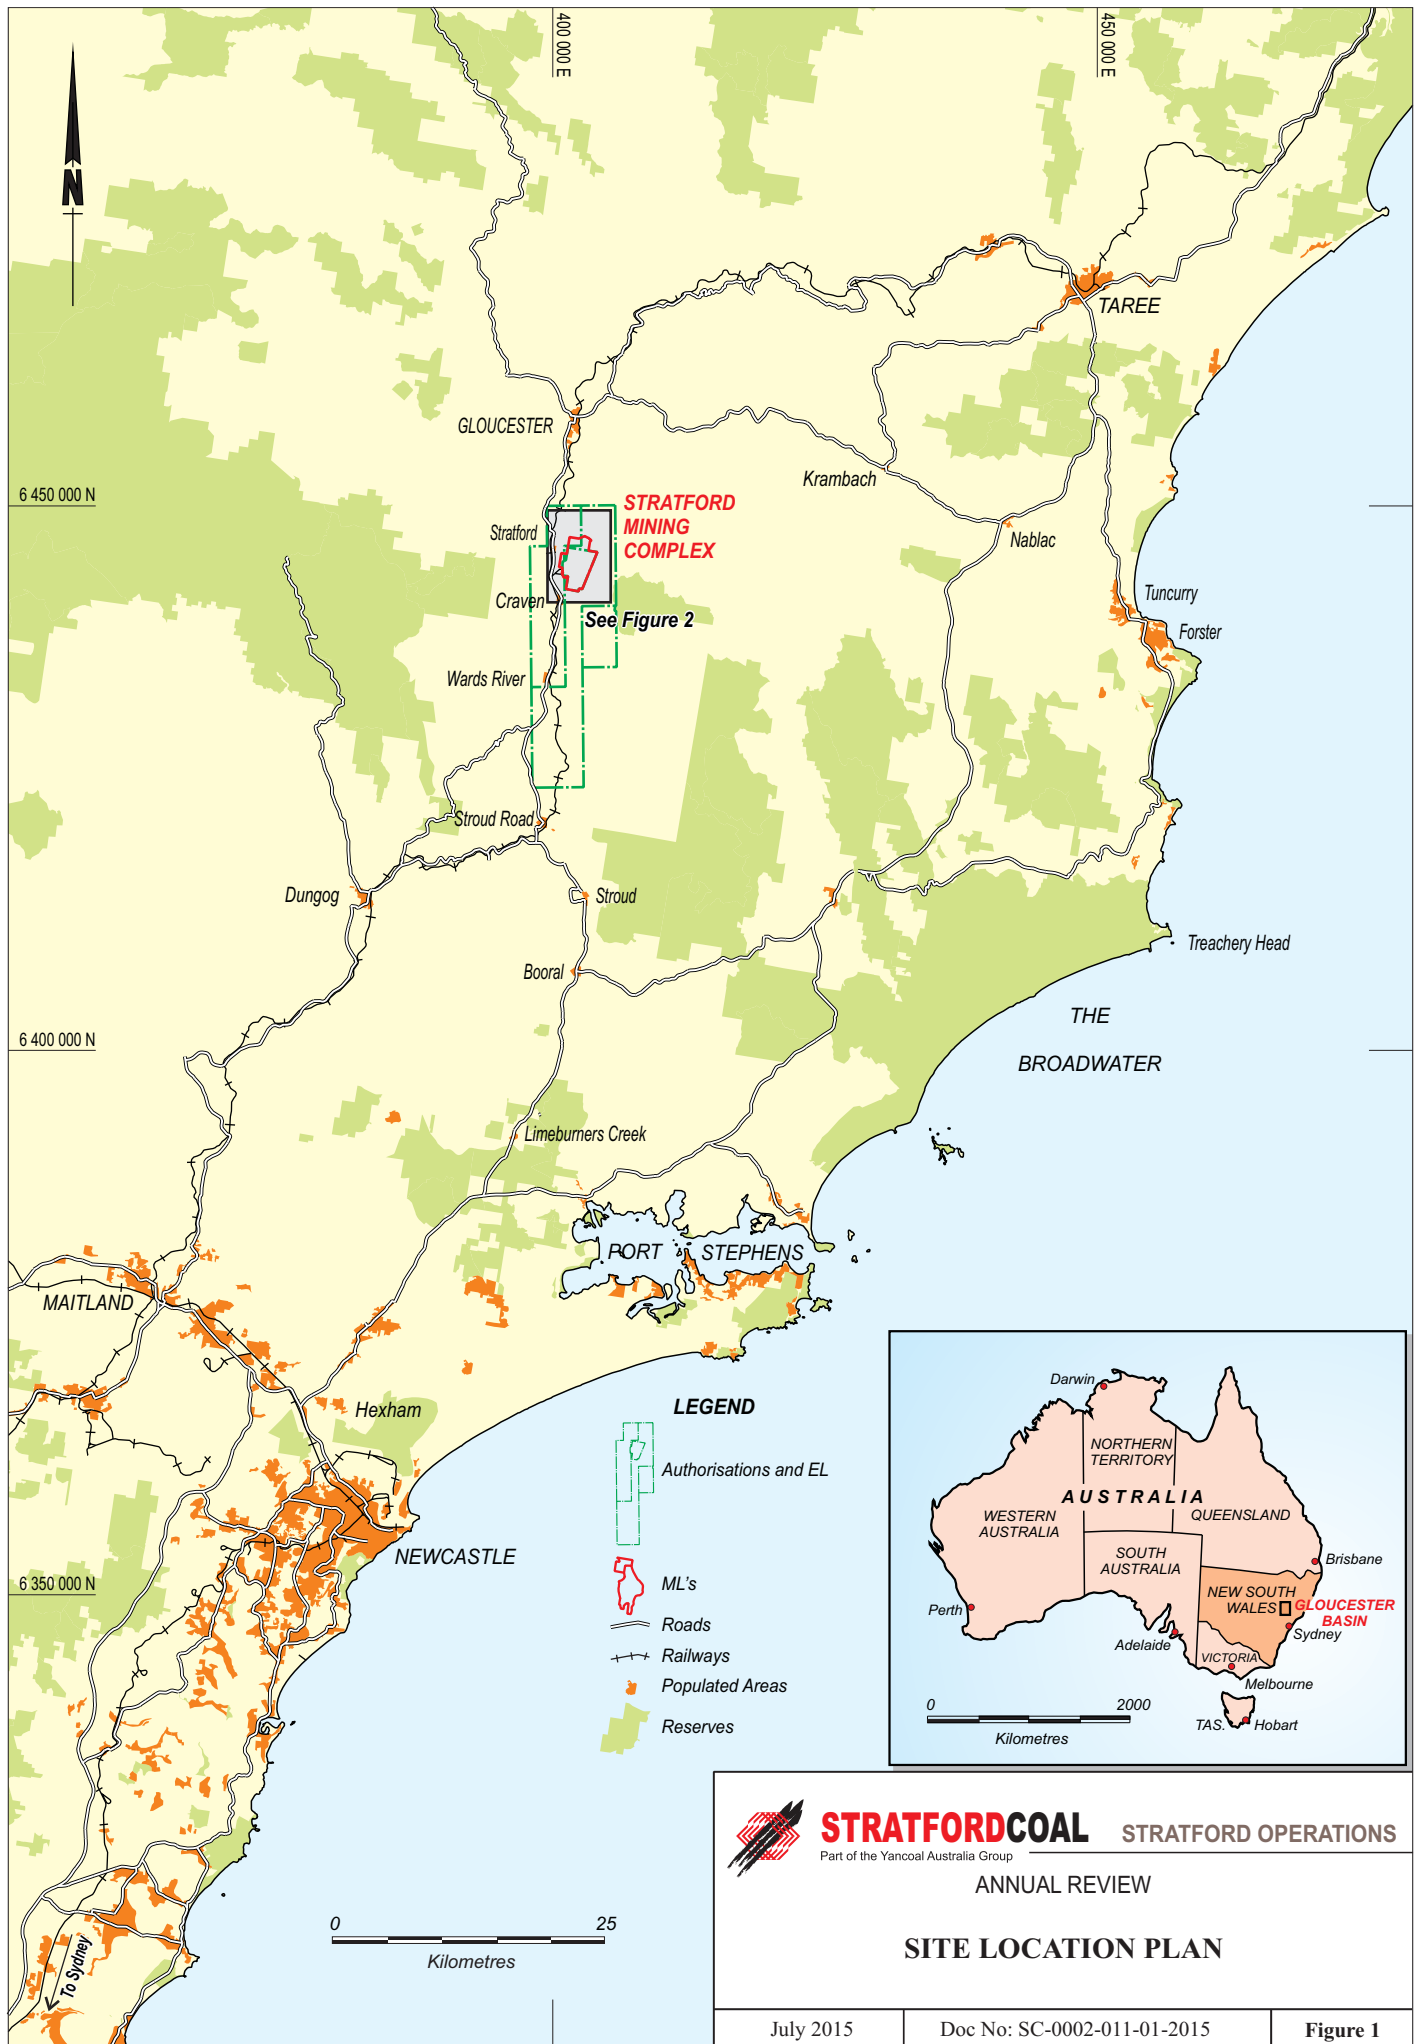 400 000 E
450 000 E
N
TAREE
GLOUCESTER
Krambach
6 450 000 N
STRATFORD
MINING
COMPLEX
Stratford
Nablac
Craven
See Figure 2
Tuncurry
Forster
Wards River
Stroud Road
Dungog
Stroud
Treachery Head
Booral
THE
BROADWATER
6 400 000 N
Limeburners Creek
PORT STEPHENS
MAITLAND
Hexham
NEWCASTLE
6 350 000 N
To Sydney
LEGEND
Authorisations and EL
ML's
Roads
Railways
Populated Areas
Reserves
0 25
Kilometres
Darwin
NORTHERN
TERRITORY
AUSTRALIA
WESTERN
AUSTRALIA
QUEENSLAND
SOUTH
AUSTRALIA
Brisbane
NEW SOUTH
WALES
GLOUCESTER
BASIN
Perth
Adelaide
Sydney
VICTORIA
Melbourne
TAS.
Hobart
0 2000
Kilometres
STRATFORDCOAL
Part of the Yancoal Australia Group
STRATFORD OPERATIONS
ANNUAL REVIEW
SITE LOCATION PLAN
July 2015
Doc No: SC-0002-011-01-2015
Figure 1